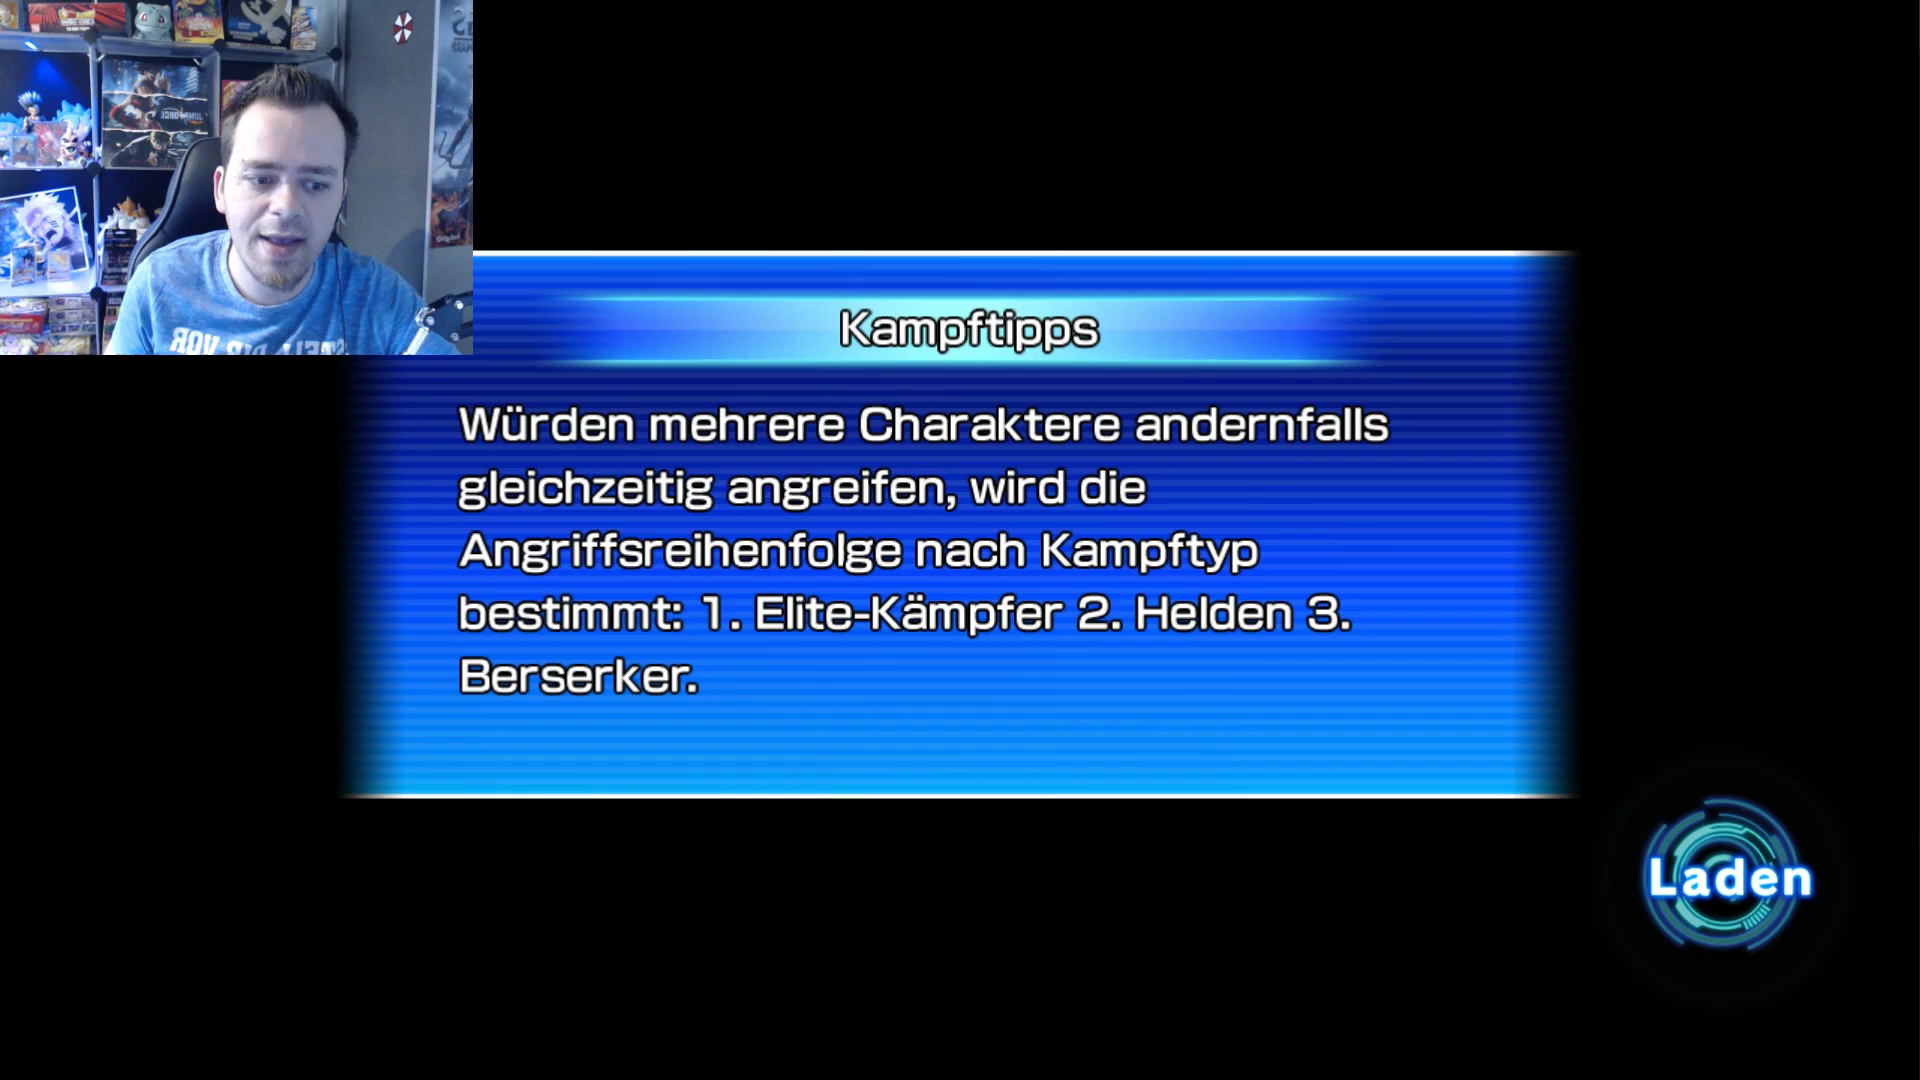 Kampftipps
Würden mehrere Charaktere andernfalls
gleichzeitig angreifen, wird die
Angriffsreihenfolge nach Kampftyp
bestimmt: 1. Elite-Kämpfer 2. Helden 3.
Berserker.
Laden